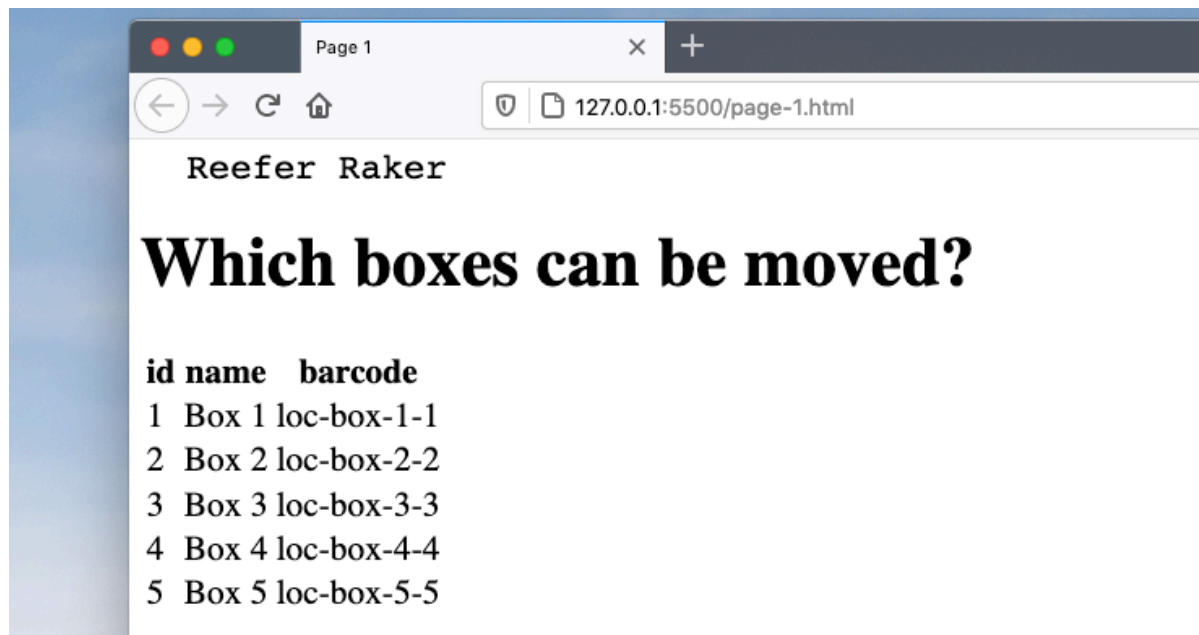 Page 1
127.0.0.1:5500/page-1.html
Reefer Raker
Which boxes can be moved?
id name barcode
1 Box 1 loc-box-1-1
2 Box 2 loc-box-2-2
3 Box 3 loc-box-3-3
4 Box 4 loc-box-4-4
5 Box 5 loc-box-5-5